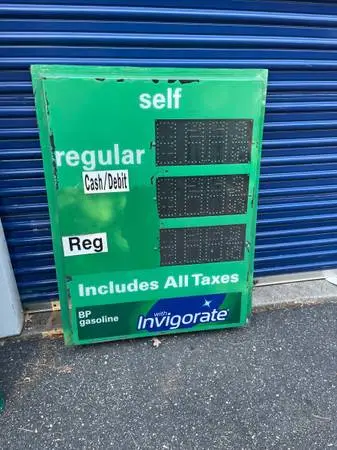 self
regular
Cash/Debit
Reg
Includes All Taxes
BP
gasoline
with
Invigorate